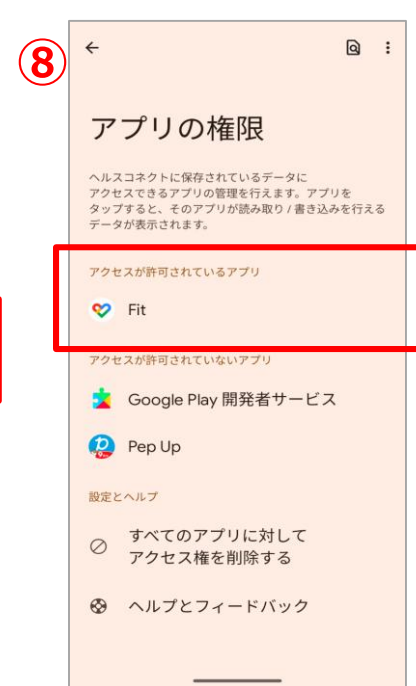 ⑧
アプリの権限
ヘルスコネクトに保存されているデータに
アクセスできるアプリの管理を行えます。アプリを
タップすると、そのアプリが読み取り / 書き込みを行える
データが表示されます。
アクセスが許可されているアプリ
Fit
アクセスが許可されていないアプリ
Google Play 開発者サービス
Pep Up
設定とヘルプ
すべてのアプリに対して
アクセス権を削除する
ヘルプとフィードバック